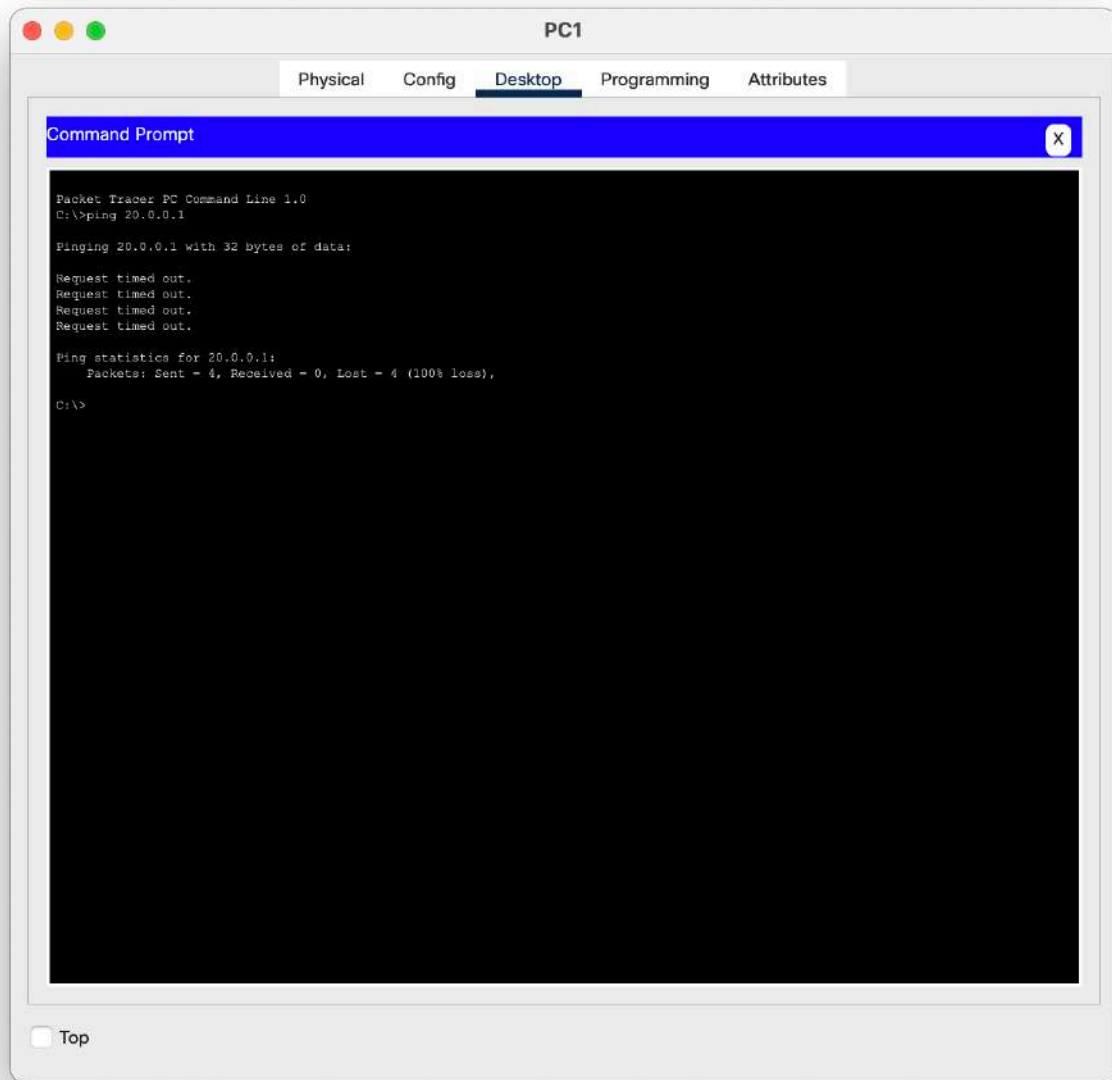 PC1
Physical Config Desktop Programming Attributes
Command Prompt
X
Packet Tracer PC Command Line 1.0
C:\>ping 20.0.0.1
Pinging 20.0.0.1 with 32 bytes of data:
Request timed out.
Request timed out.
Request timed out.
Request timed out.
Ping statistics for 20.0.0.1:
Packets: Sent = 4, Received = 0, Lost = 4 (100% loss),
C:\>
Top